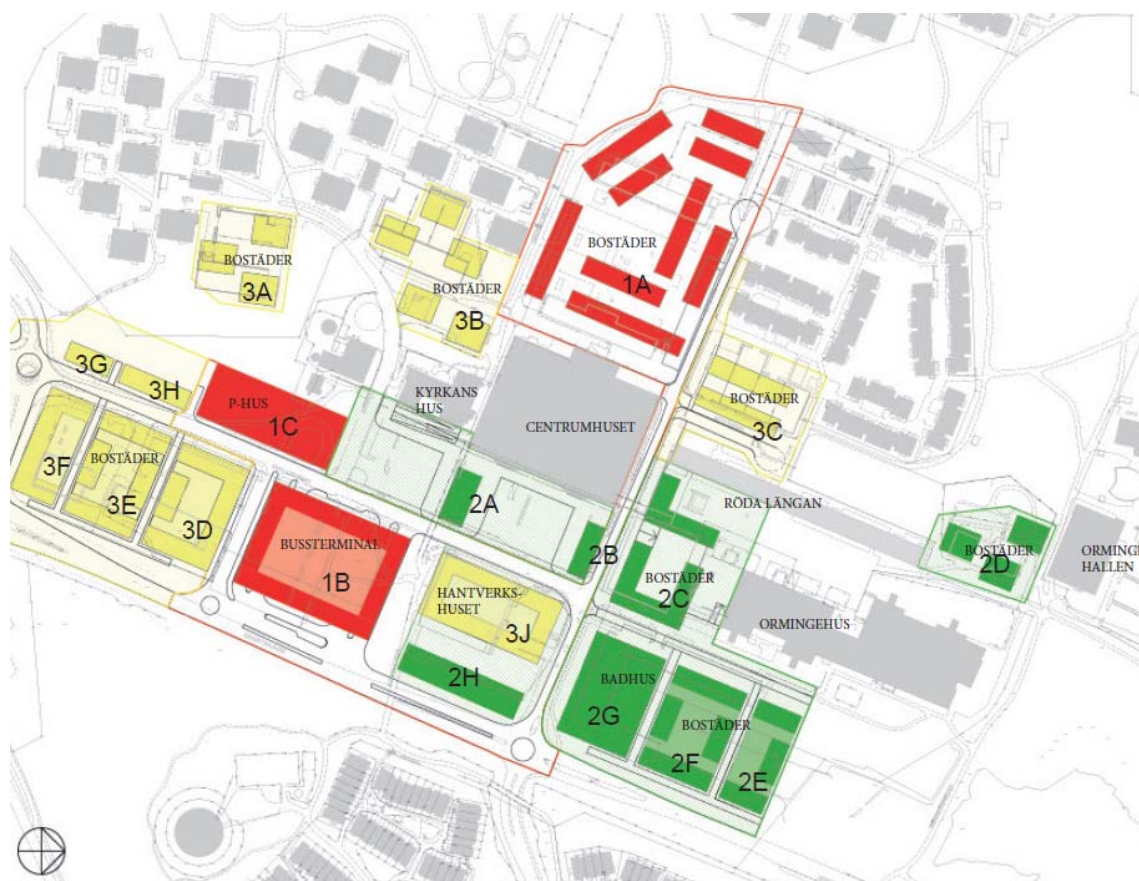 BOSTÄDER
1A
BOSTÄDER
3A
BOSTÄDER
3B
3G
3H
P-HUS
1C
KYRKANS
HUS
CENTRUMHUSET
BOSTÄDER
3C
3F
BOSTÄDER
3E
3D
2A
RÖDA LÄNGAN
BUSSTERMINAL
1B
2B
BOSTÄDER
2C
BOSTÄDER
2D
ORMINGE
HALLEN
HANTVERKS-
HUSET
3J
ORMINGEHUS
2H
BADHUS
2G
BOSTÄDER
2F
2E